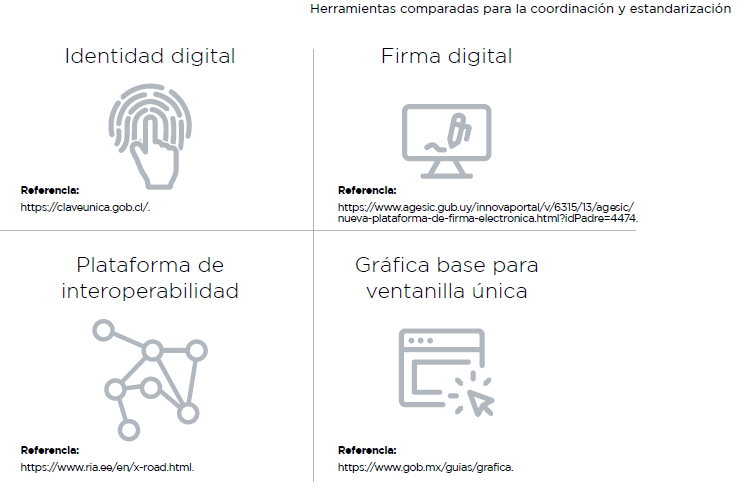 Herramientas comparadas para la coordinación y estandarización
Identidad digital
Referencia:
https://claveunica.gob.cl/.
Firma digital
Referencia:
https://www.agesic.gub.uy/innovaportal/v/6315/13/agesic/
nueva-plataforma-de-firma-electronica.html?idPadre=4474.
Plataforma de
interoperabilidad
Referencia:
https://www.ria.ee/en/x-road.html.
Gráfica base para
ventanilla única
Referencia:
https://www.gob.mx/guias/grafica.